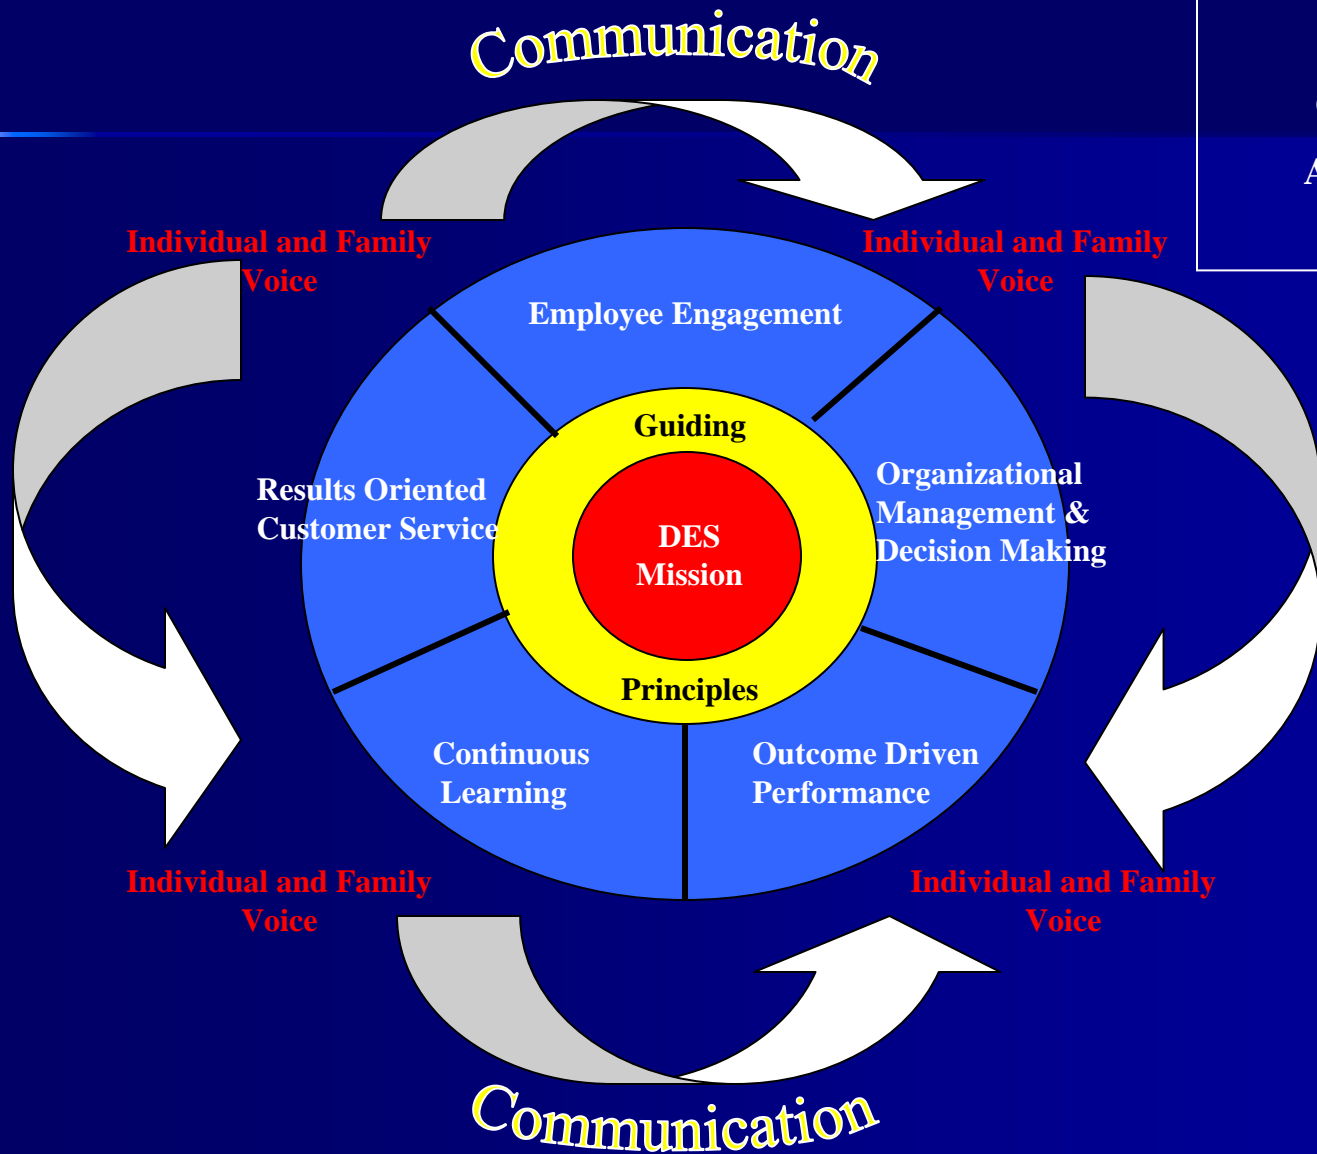 Communication
Individual and Family
Voice
Individual and Family
Voice
Employee Engagement
Guiding
Results Oriented
Customer Service
Organizational
Management &
Decision Making
DES
Mission
Principles
Continuous
Learning
Outcome Driven
Performance
Individual and Family
Voice
Individual and Family
Voice
Communication